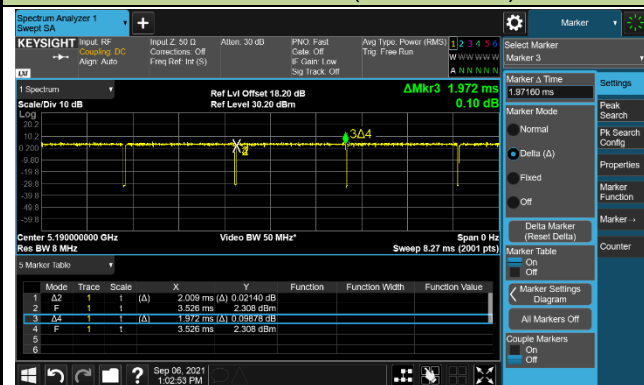 Spectrum Analyzer 1
Swept SA
Marker
KEYSIGHT Input: RF Input Z: 50 Ω Atten: 30 dB PNO: Fast Avg Type: Power (RMS) 1 2 3 4 5 6
Coupling: DC Corrections: Off Gate: Off Trig: Free Run W W W W W W
Align: Auto Freq Ref: Int (S) IF Gain: Low A N N N N N
Sig Track: Off
LXI
Select Marker
Marker 3
1 Spectrum
Ref Lvl Offset 18.20 dB ΔMkr3 1.972 ms
Scale/Div 10 dB Ref Level 30.20 dBm 0.10 dB
Log
20.2
10.2
0.200
-9.80
-19.8
-29.8
-39.8
-49.8
-59.8
3Δ4
Center 5.190000000 GHz Video BW 50 MHz* Span 0 Hz
Res BW 8 MHz Sweep 8.27 ms (2001 pts)
5 Marker Table
Mode Trace Scale X Y Function Function Width Function Value
1 Δ2 1 t (Δ) 2.009 ms (Δ) 0.02140 dB
2 F 1 t 3.526 ms 2.308 dBm
3 Δ4 1 t (Δ) 1.972 ms (Δ) 0.09878 dB
4 F 1 t 3.526 ms 2.308 dBm
5
6
Marker Δ Time
1.97160 ms
Marker Mode
Normal
Delta (Δ)
Fixed
Off
Delta Marker
(Reset Delta)
Marker Table
On
Off
Marker Settings
Diagram
All Markers Off
Couple Markers
On
Off
Settings
Peak
Search
Pk Search
Config
Properties
Marker
Function
Marker→
Counter
Sep 06, 2021
1:02:53 PM